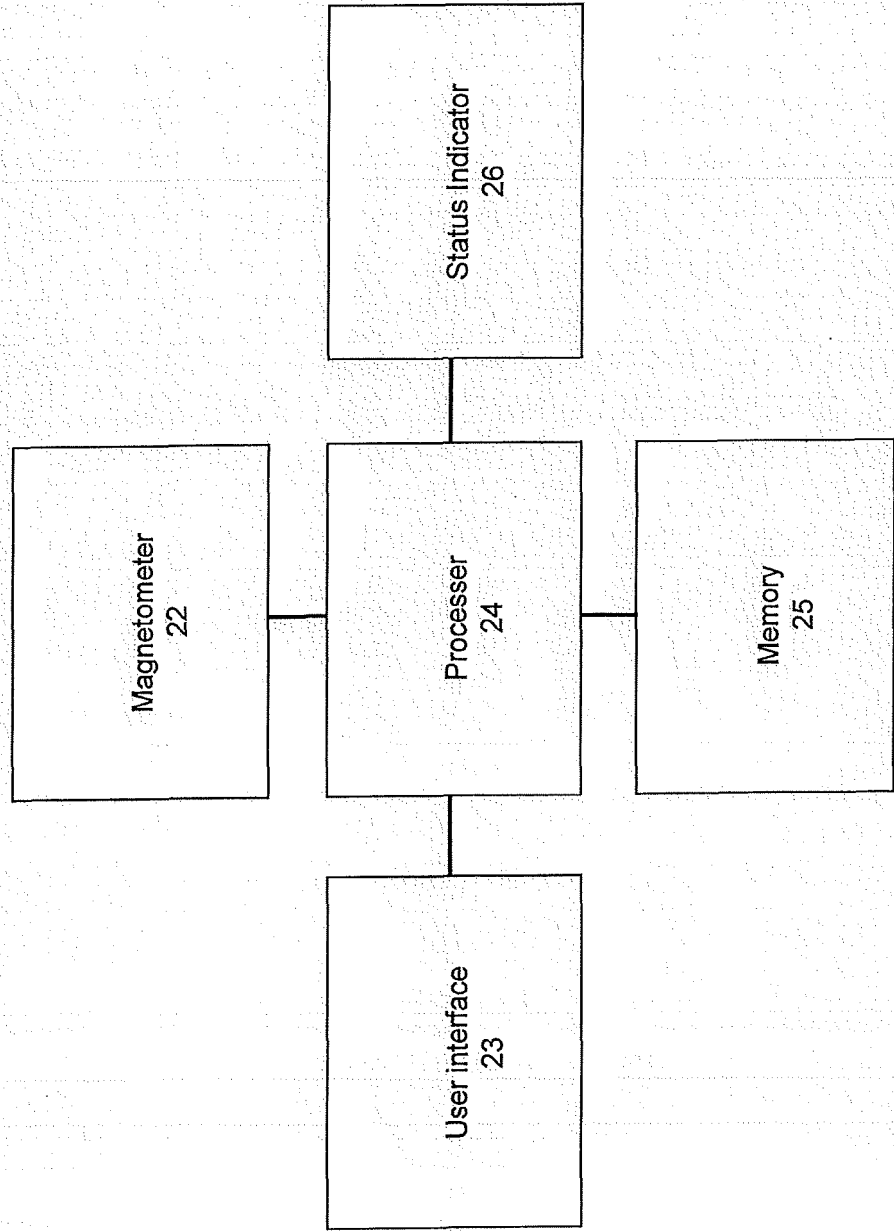 Magnetometer
22
User interface
23
Processer
24
Status Indicator
26
Memory
25